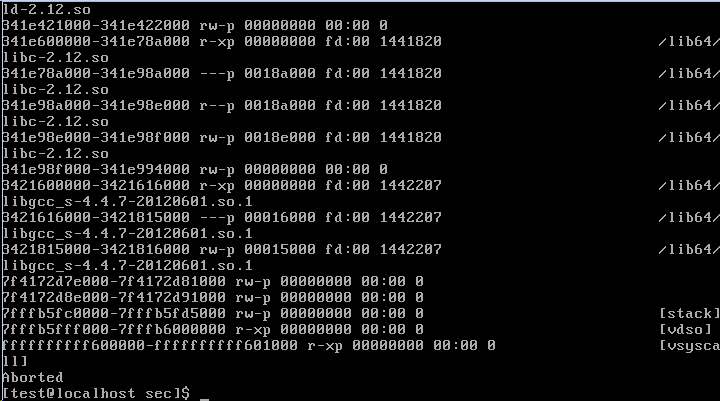 ld-2.12.so
341e421000-341e422000 rw-p 00000000 00:00 0
341e600000-341e78a000 r-xp 00000000 fd:00 1441820 /lib64/
libc-2.12.so
341e78a000-341e98a000 ---p 0018a000 fd:00 1441820 /lib64/
libc-2.12.so
341e98a000-341e98e000 r--p 0018a000 fd:00 1441820 /lib64/
libc-2.12.so
341e98e000-341e98f000 rw-p 0018e000 fd:00 1441820 /lib64/
libc-2.12.so
341e98f000-341e994000 rw-p 00000000 00:00 0
3421600000-3421616000 r-xp 00000000 fd:00 1442207 /lib64/
libgcc_s-4.4.7-20120601.so.1
3421616000-3421815000 ---p 00016000 fd:00 1442207 /lib64/
libgcc_s-4.4.7-20120601.so.1
3421815000-3421816000 rw-p 00015000 fd:00 1442207 /lib64/
libgcc_s-4.4.7-20120601.so.1
7f4172d7e000-7f4172d81000 rw-p 00000000 00:00 0
7f4172d8e000-7f4172d91000 rw-p 00000000 00:00 0
7fffb5fc0000-7fffb5fd5000 rw-p 00000000 00:00 0 [stack]
7fffb5fff000-7fffb6000000 r-xp 00000000 00:00 0 [vdso]
ffffffffff600000-ffffffffff601000 r-xp 00000000 00:00 0 [vsysca
ll]
Aborted
[test@localhost sec]$ _